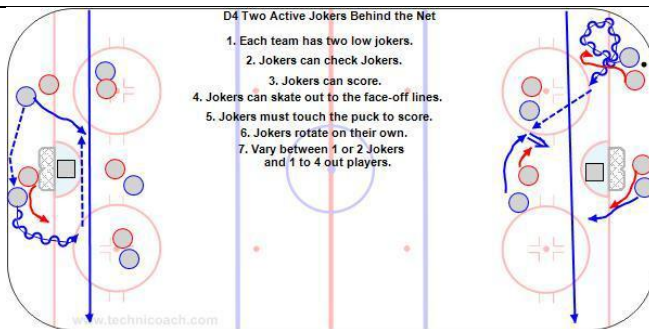 D4 Two Active Jokers Behind the Net
1. Each team has two low jokers.
2. Jokers can check Jokers.
3. Jokers can score.
4. Jokers can skate out to the face-off lines.
5. Jokers must touch the puck to score.
6. Jokers rotate on their own.
7. Vary between 1 or 2 Jokers
and 1 to 4 out players.
www.technicoach.com